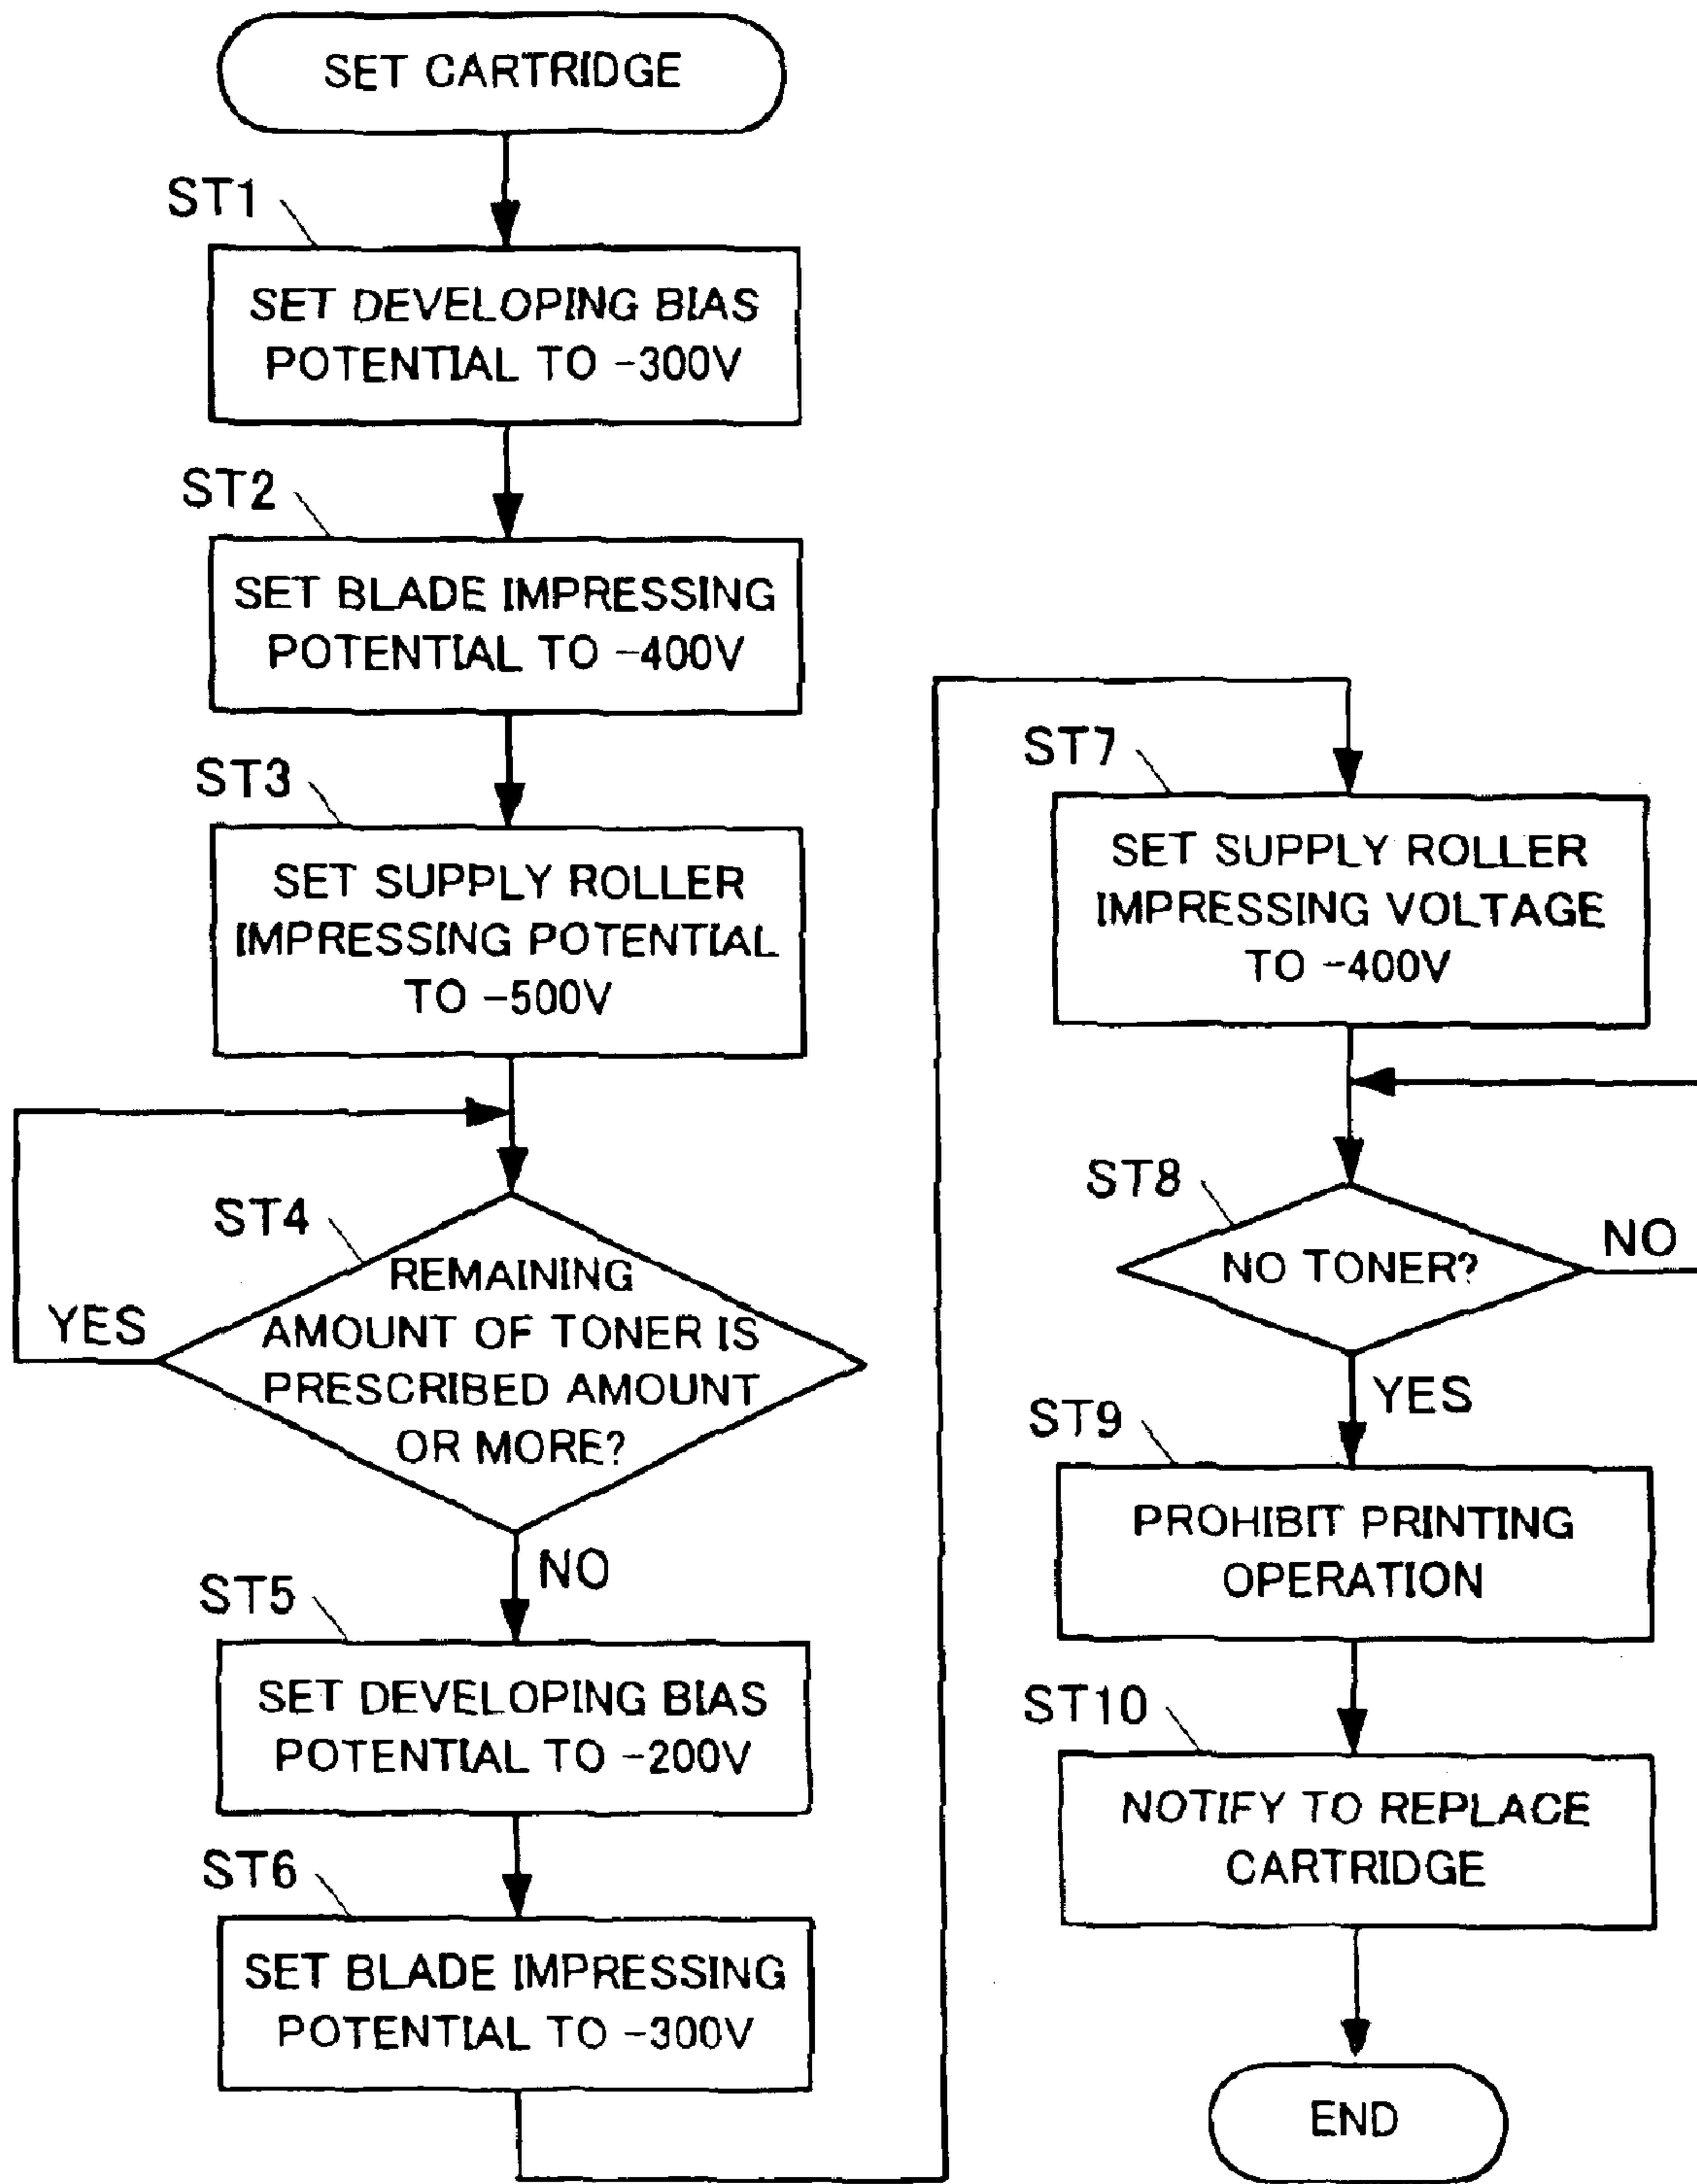 SET CARTRIDGE
ST1
SET DEVELOPING BIAS
POTENTIAL TO -300V
ST2
SET BLADE IMPRESSING
POTENTIAL TO -400V
ST3
SET SUPPLY ROLLER
IMPRESSING POTENTIAL
TO -500V
ST4
REMAINING
AMOUNT OF TONER IS
PRESCRIBED AMOUNT
OR MORE?
YES
NO
ST5
SET DEVELOPING BIAS
POTENTIAL TO -200V
ST6
SET BLADE IMPRESSING
POTENTIAL TO -300V
ST7
SET SUPPLY ROLLER
IMPRESSING VOLTAGE
TO -400V
ST8
NO TONER?
NO
YES
ST9
PROHIBIT PRINTING
OPERATION
ST10
NOTIFY TO REPLACE
CARTRIDGE
END